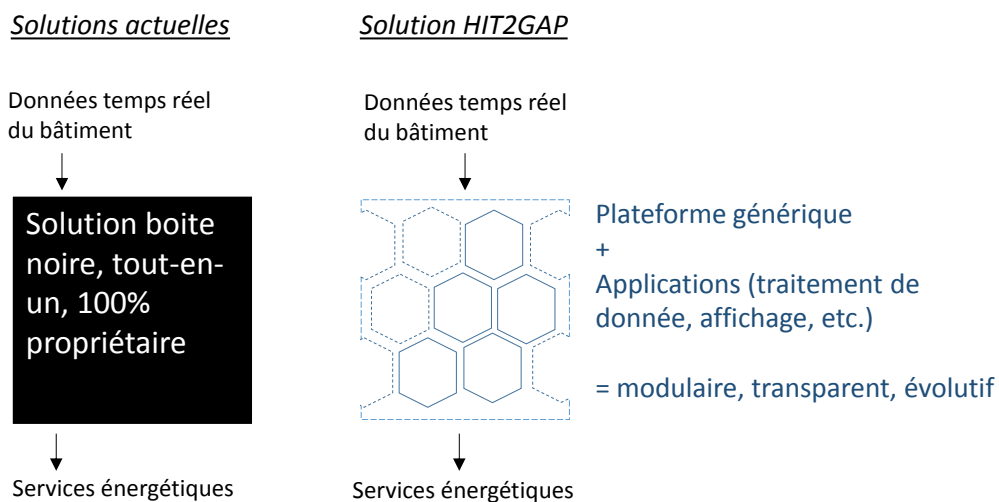 Solutions actuelles
Données temps réel
du bâtiment
Solution boite
noire, tout-en-
un, 100%
propriétaire
Services énergétiques
Solution HIT2GAP
Données temps réel
du bâtiment
Plateforme générique
+
Applications (traitement de
donnée, affichage, etc.)
= modulaire, transparent, évolutif
Services énergétiques